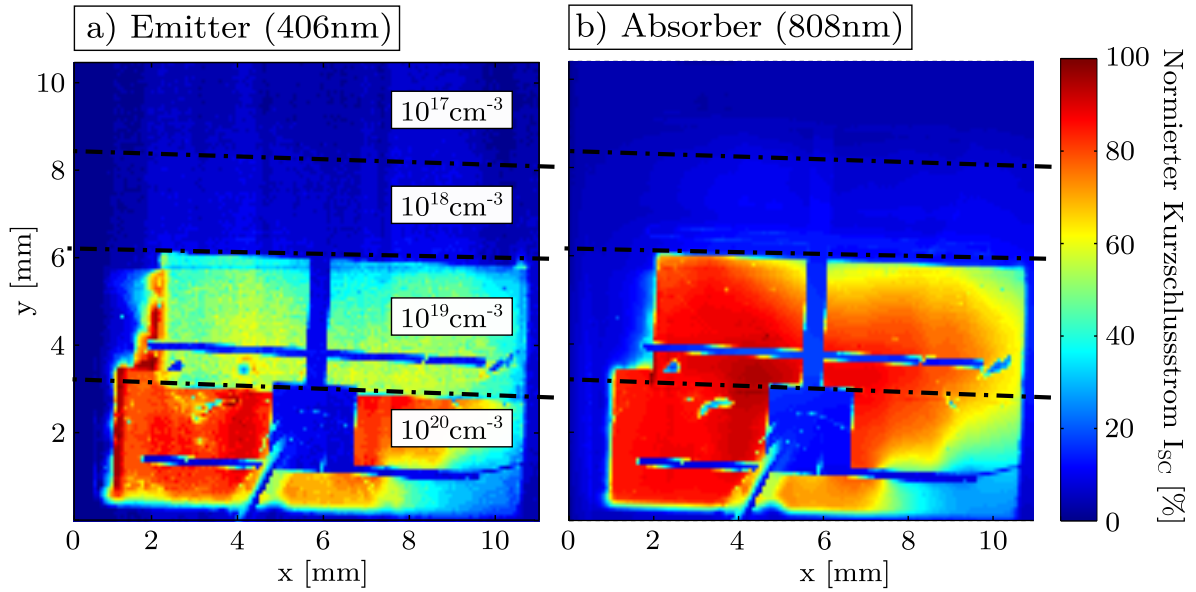 a) Emitter (406nm)
b) Absorber (808nm)
10
8
6
4
2
y [mm]
10¹⁷cm⁻³
10¹⁸cm⁻³
10¹⁹cm⁻³
10²⁰cm⁻³
0 2 4 6 8 10
x [mm]
0 2 4 6 8 10
x [mm]
100
80
60
40
20
0
Normierter Kurzschlussstrom I_SC [%]